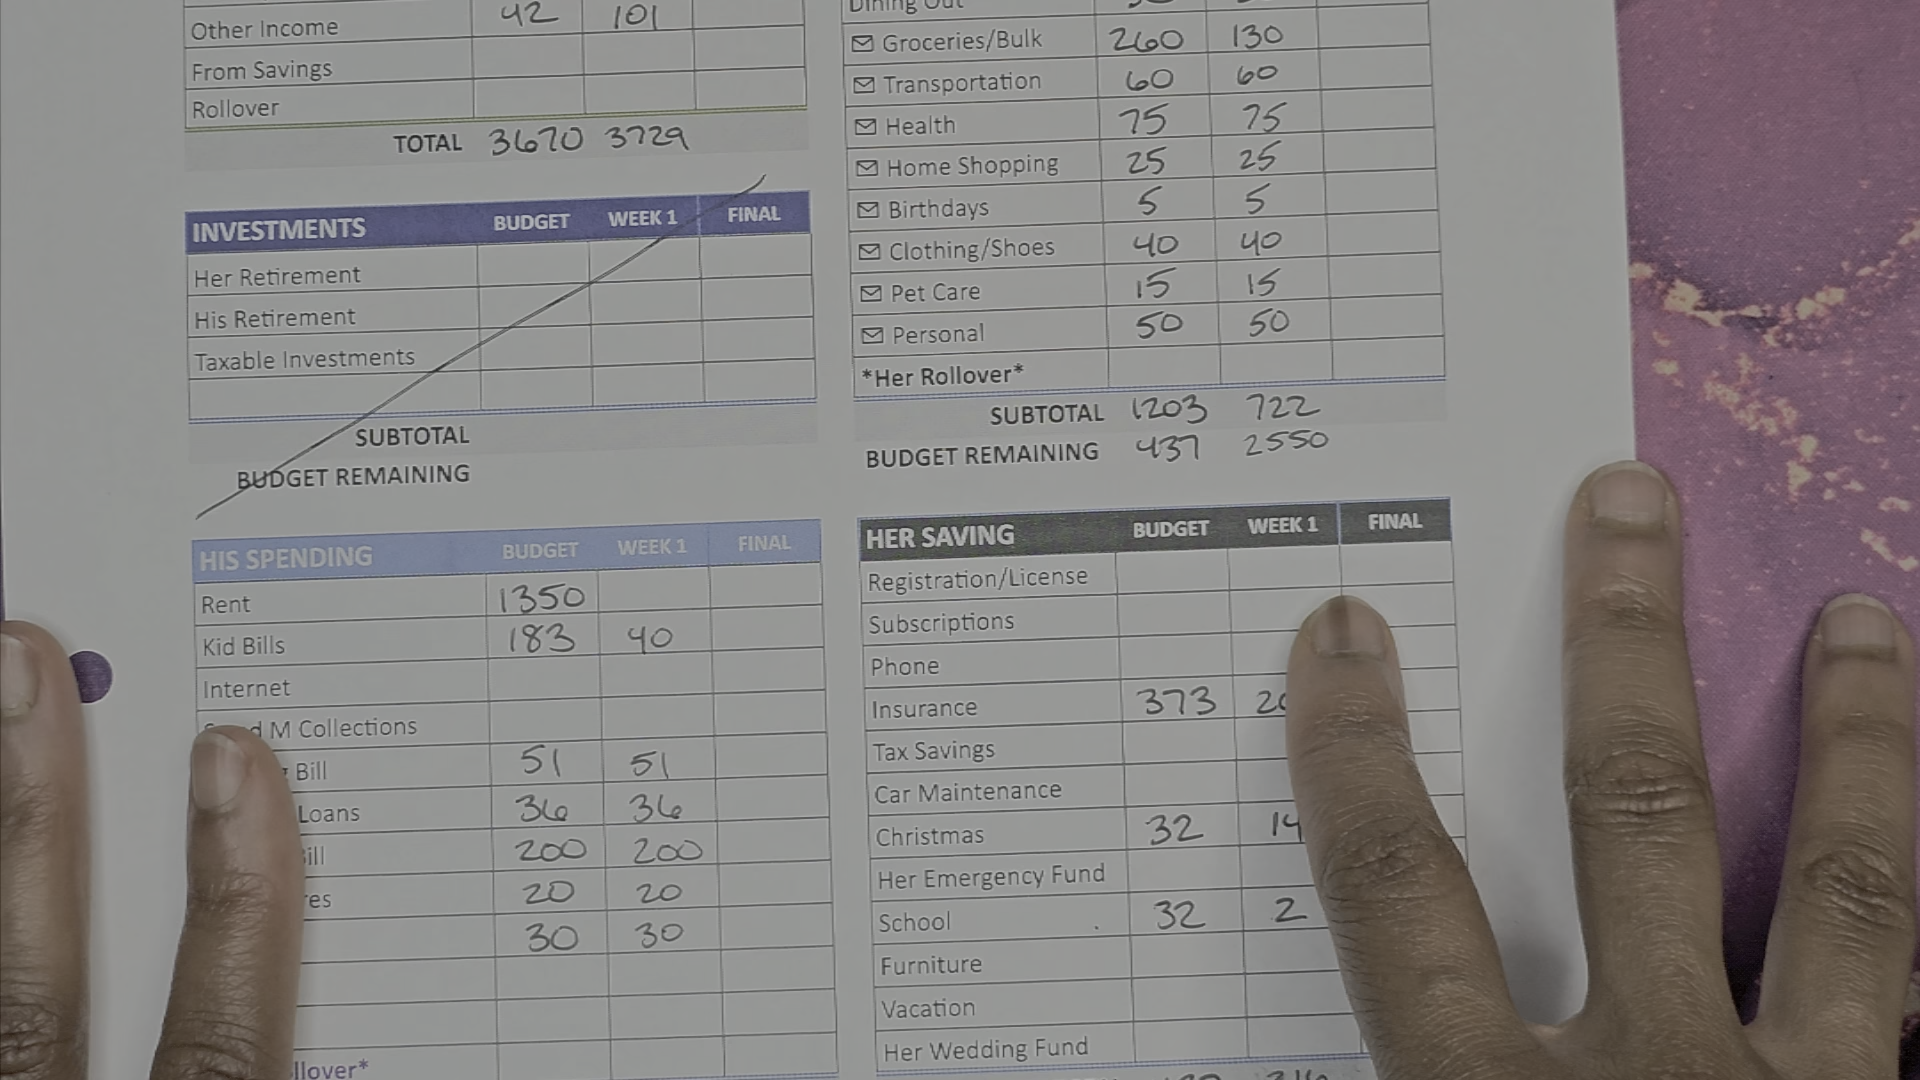 Other Income 42 101
From Savings
Rollover
TOTAL 3670 3729
INVESTMENTS BUDGET WEEK 1 FINAL
Her Retirement
His Retirement
Taxable Investments
SUBTOTAL
BUDGET REMAINING
HIS SPENDING BUDGET WEEK 1 FINAL
Rent 1350
Kid Bills 183 40
Internet
M Collections
Bill 51 51
Loans 36 36
200 200
20 20
30 30
Dining Out
Groceries/Bulk 260 130
Transportation 60 60
Health 75 75
Home Shopping 25 25
Birthdays 5 5
Clothing/Shoes 40 40
Pet Care 15 15
Personal 50 50
*Her Rollover*
SUBTOTAL 1203 722
BUDGET REMAINING 437 2550
HER SAVING BUDGET WEEK 1 FINAL
Registration/License
Subscriptions
Phone
Insurance 373
Tax Savings
Car Maintenance
Christmas 32 14
Her Emergency Fund
School 32 2
Furniture
Vacation
Her Wedding Fund